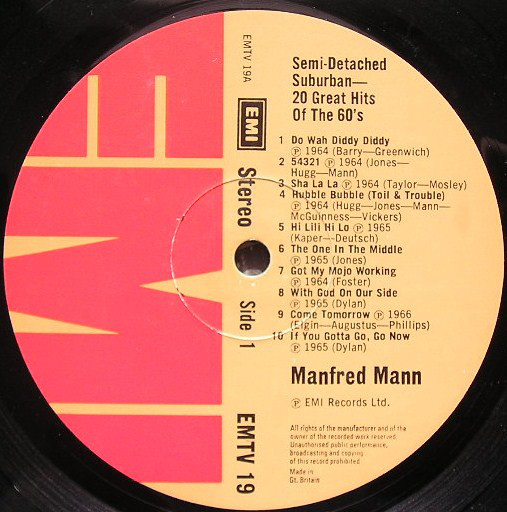 EMTV 19A
EMI
Stereo
Side 1
EMTV 19
Semi-Detached
Suburban—
20 Great Hits
Of The 60's
1 Do Wah Diddy Diddy
Ⓟ 1964 (Barry—Greenwich)
2 54321 Ⓟ 1964 (Jones—
Hugg—Mann)
3 Sha La La Ⓟ 1964 (Taylor—Mosley)
4 Hubble Bubble (Toil & Trouble)
Ⓟ 1964 (Hugg—Jones—Mann—
McGuinness—Vickers)
5 Hi Lili Hi Lo Ⓟ 1965
(Kaper—Deutsch)
6 The One In The Middle
Ⓟ 1965 (Jones)
7 Got My Mojo Working
Ⓟ 1964 (Foster)
8 With God On Our Side
Ⓟ 1965 (Dylan)
9 Come Tomorrow Ⓟ 1966
(Elgin—Augustus—Phillips)
10 If You Gotta Go, Go Now
Ⓟ 1965 (Dylan)
Manfred Mann
Ⓟ EMI Records Ltd.
All rights of the manufacturer and of the
owner of the recorded work reserved.
Unauthorised public performance,
broadcasting and copying
of this record prohibited
Made in
Gt. Britain
EMI